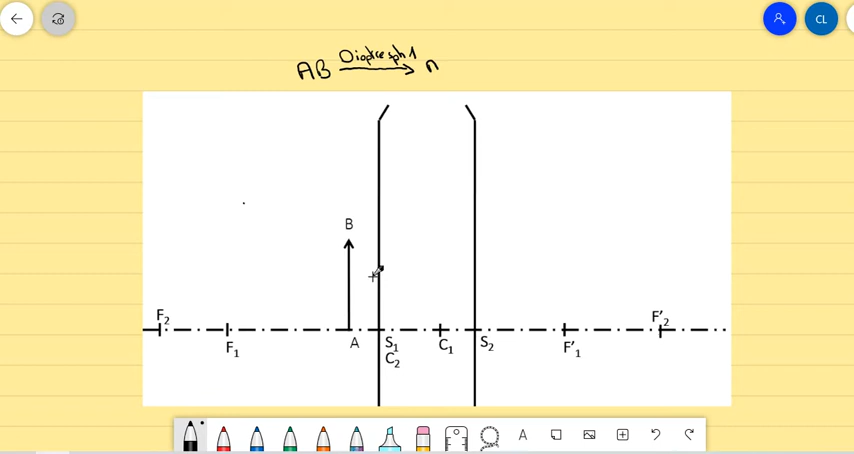 CL
AB Dioptre sph 1
B
F₂ F'₂
F₁ A S₁ C₁ S₂ F'₁
C₂
A